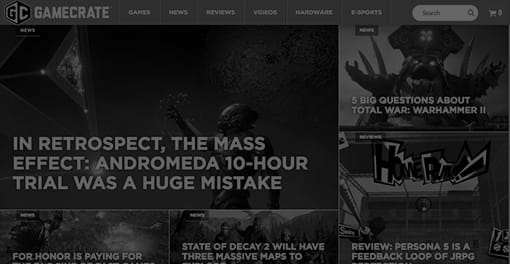 GC GAMECRATE
GAMES NEWS REVIEWS VIDEOS HARDWARE E-SPORTS Search 0
NEWS
IN RETROSPECT, THE MASS
EFFECT: ANDROMEDA 10-HOUR
TRIAL WAS A HUGE MISTAKE
NEWS
5 BIG QUESTIONS ABOUT
TOTAL WAR: WARHAMMER II
REVIEWS
HOME RUN
REVIEW: PERSONA 5 IS A
FEEDBACK LOOP OF JRPG
NEWS
FOR HONOR IS PAYING FOR
NEWS
STATE OF DECAY 2 WILL HAVE
THREE MASSIVE MAPS TO